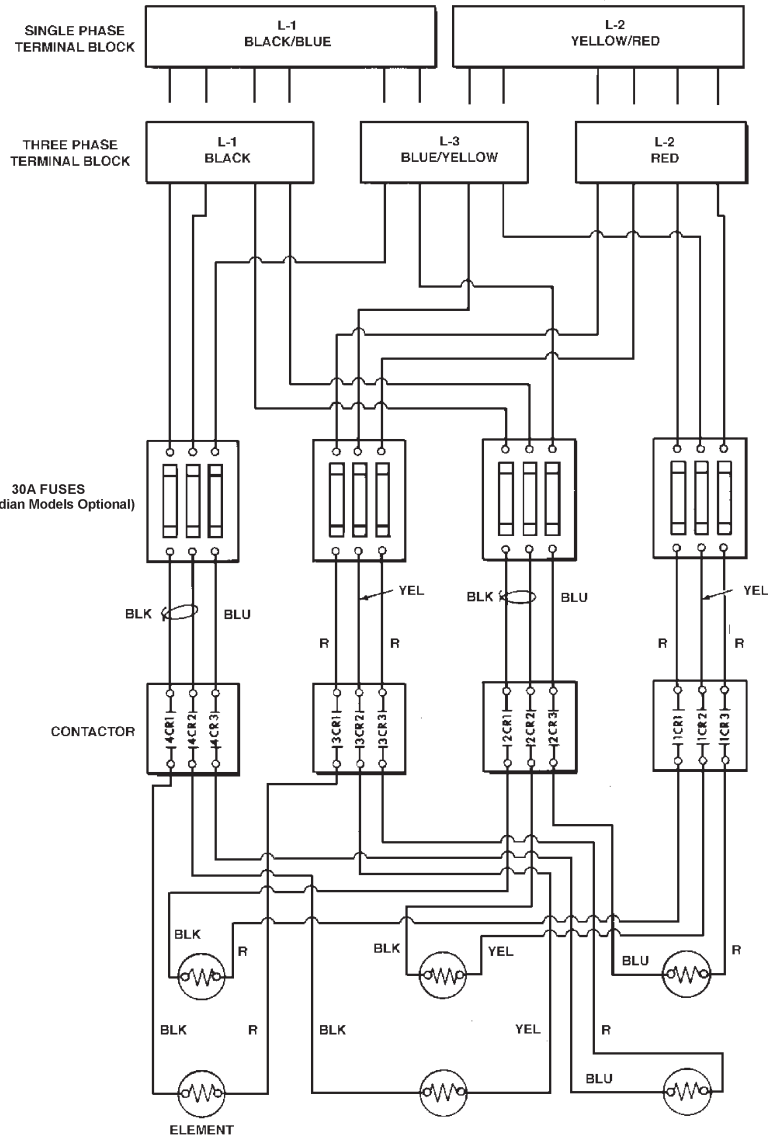 SINGLE PHASE
TERMINAL BLOCK
L-1
BLACK/BLUE
L-2
YELLOW/RED
THREE PHASE
TERMINAL BLOCK
L-1
BLACK
L-3
BLUE/YELLOW
L-2
RED
30A FUSES
dian Models Optional)
BLK
BLU
YEL
R
R
BLK
BLU
YEL
R
R
CONTACTOR
4CR1
4CR2
4CR3
3CR1
3CR2
3CR3
2CR1
2CR2
2CR3
1CR1
1CR2
1CR3
BLK
R
BLK
YEL
BLU
R
BLK
R
BLK
YEL
R
BLU
ELEMENT